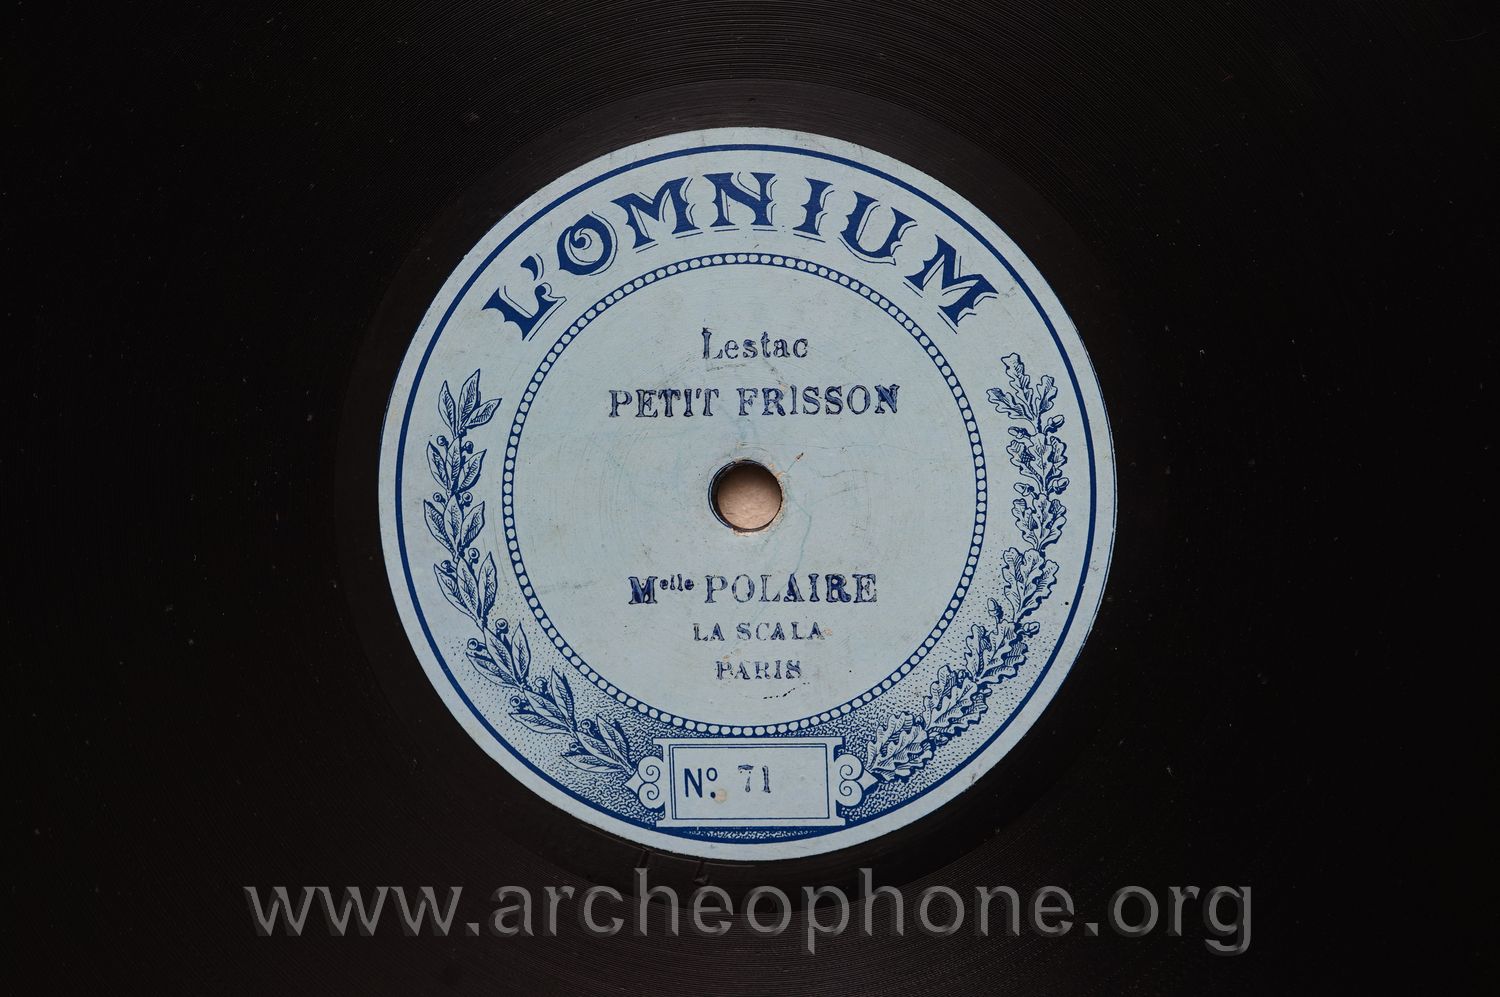 L'OMNIUM
Lestac
PETIT FRISSON
Melle POLAIRE
LA SCALA
PARIS
No. 71
www.archeophone.org